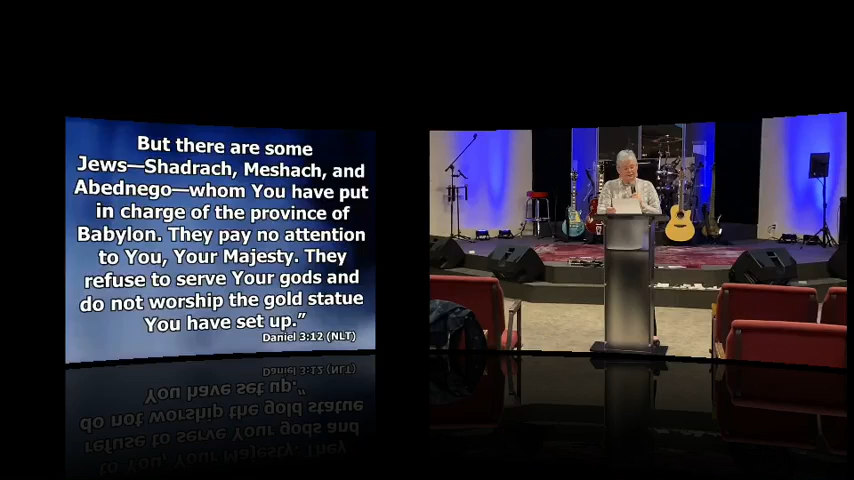 But there are some
Jews—Shadrach, Meshach, and
Abednego—whom You have put
in charge of the province of
Babylon. They pay no attention
to You, Your Majesty. They
refuse to serve Your gods and
do not worship the gold statue
You have set up.”
Daniel 3:12 (NLT)